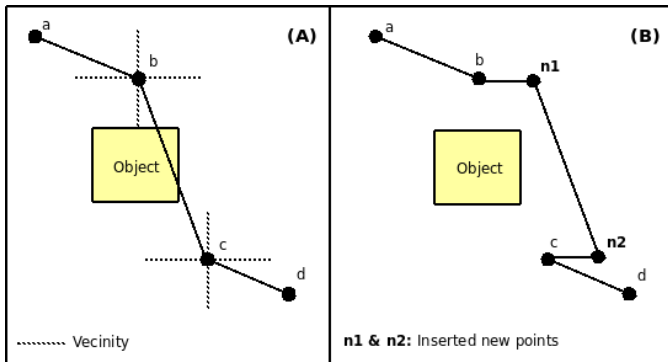 a
(A)
b
Object
c
d
Vecinity
a
(B)
b
n1
Object
c
n2
d
n1 & n2: Inserted new points